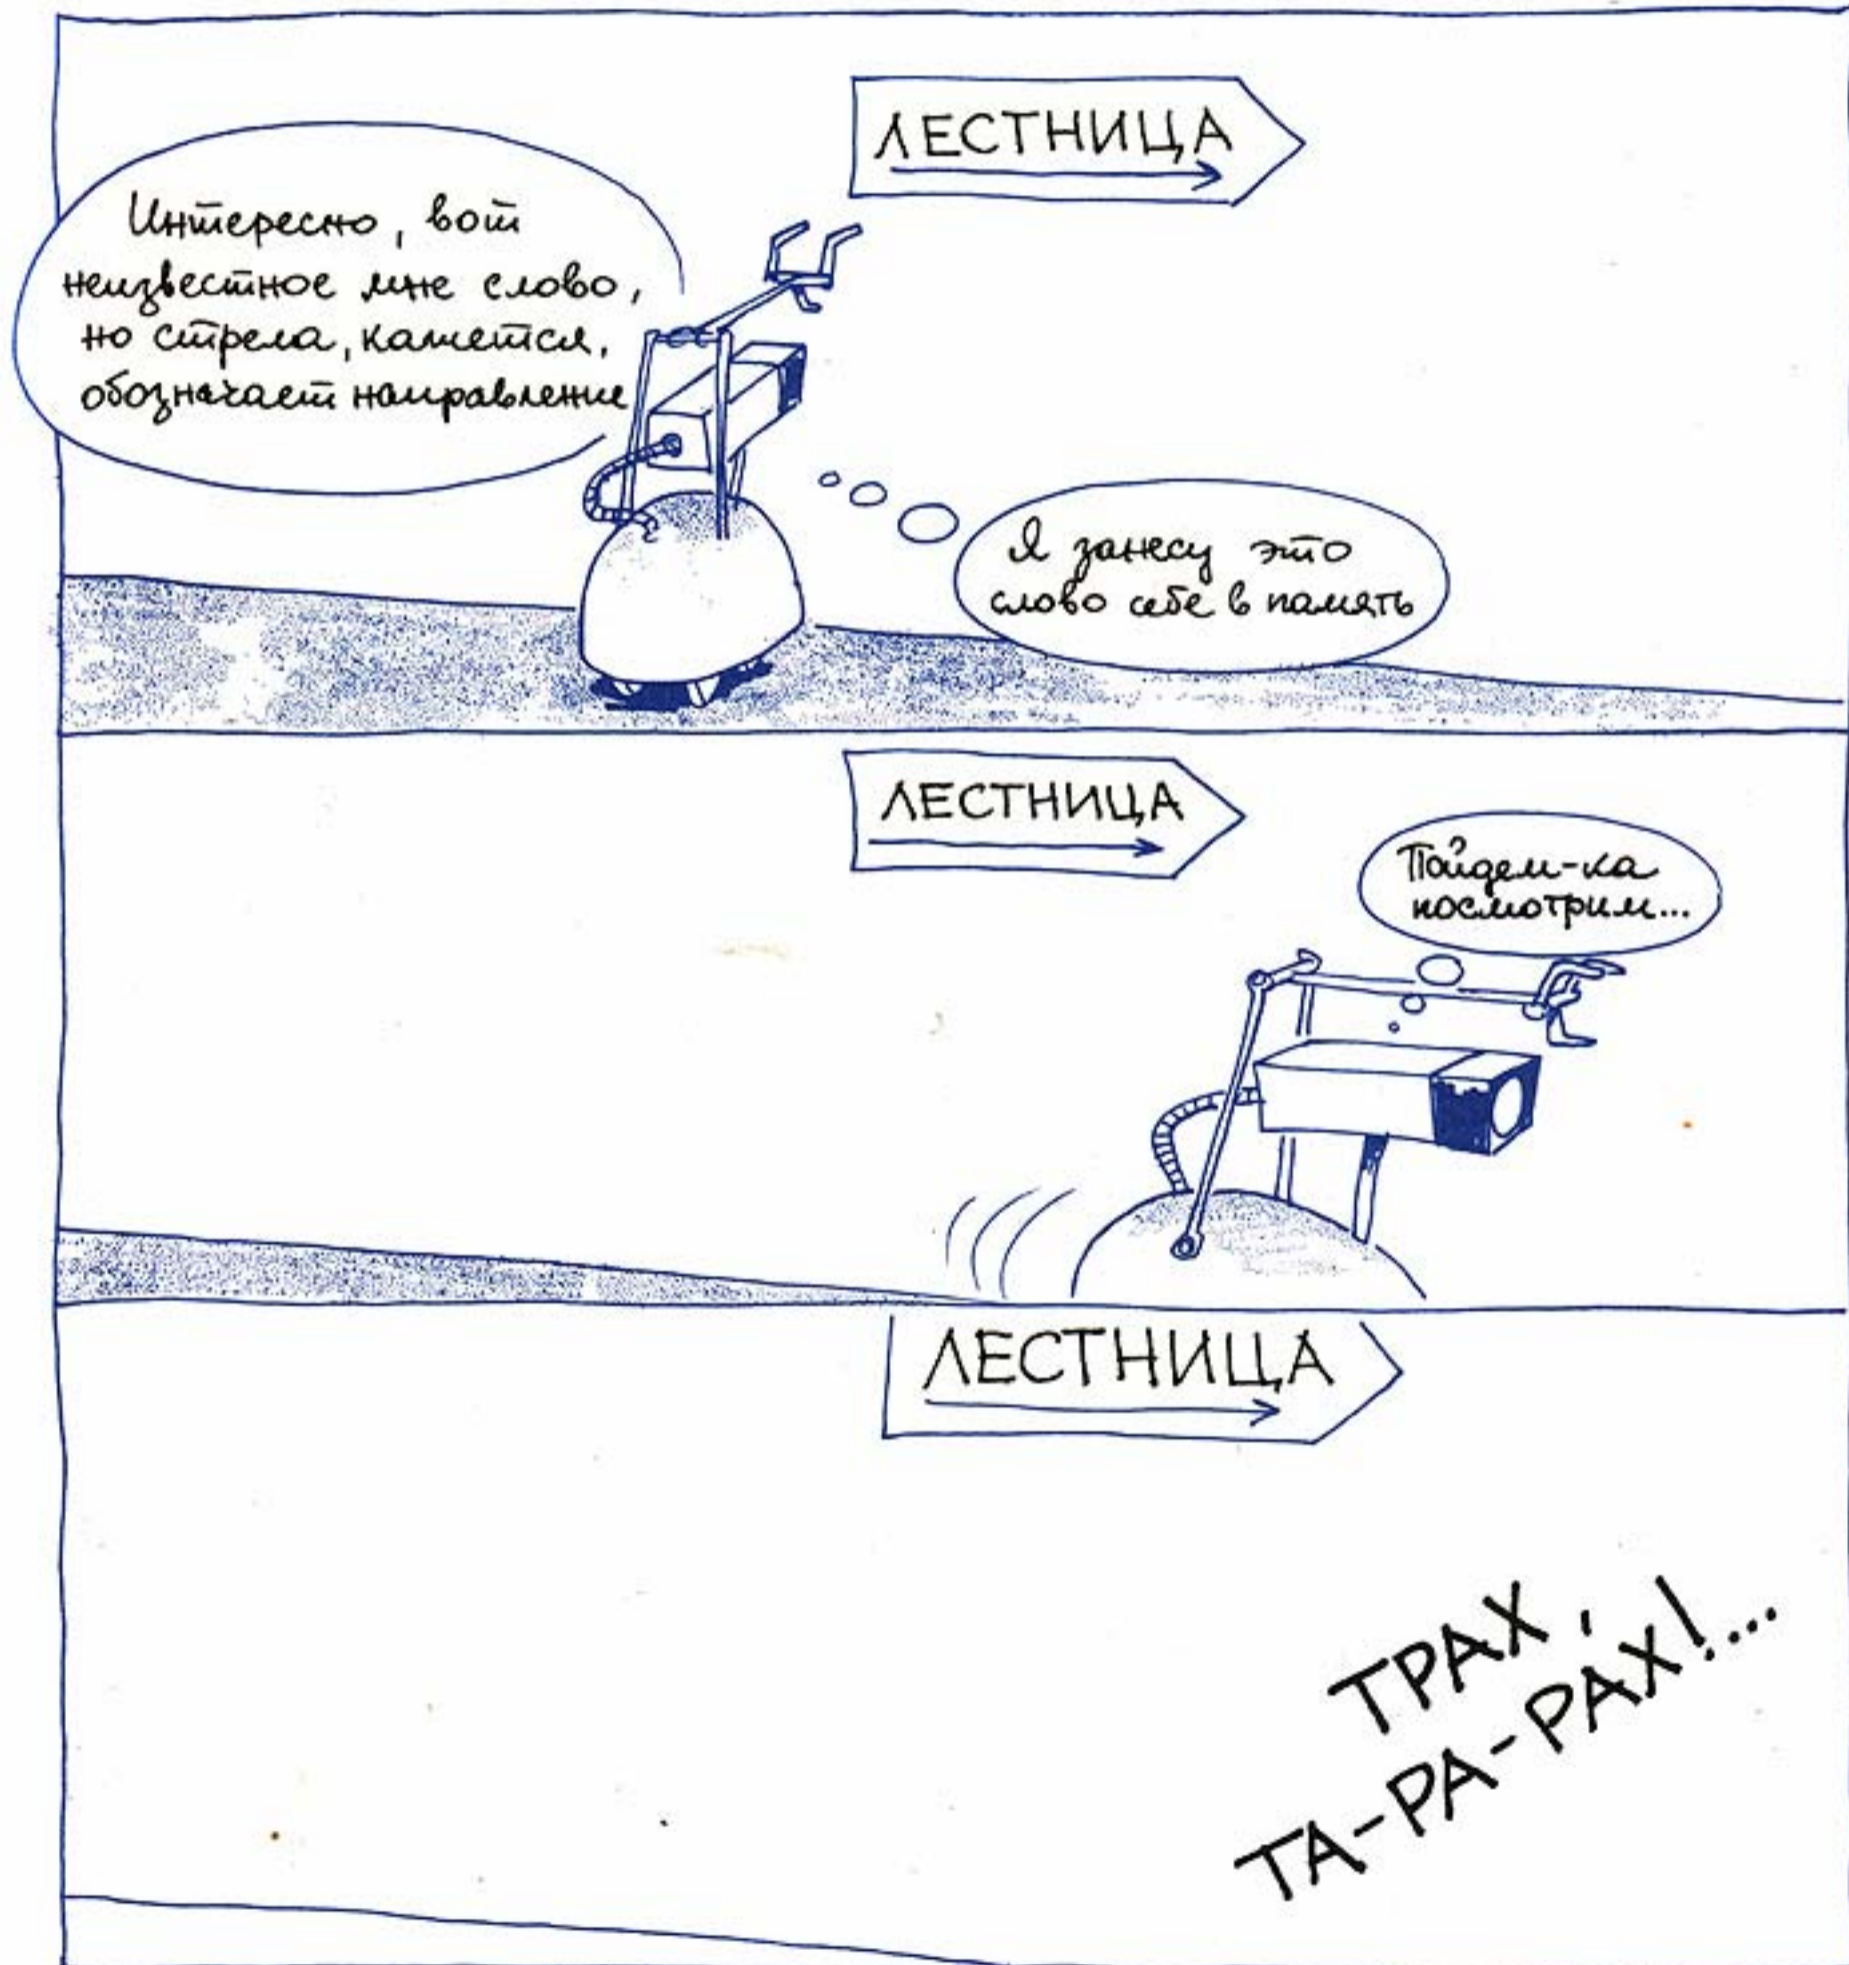 ЛЕСТНИЦА
Интересно, вот
неизвестное мне слово,
но стрела, кажется,
обозначает направление
Я занесу это
слово себе в память
ЛЕСТНИЦА
Пойдем-ка
посмотрим...
ЛЕСТНИЦА
ТРАХ,
ТА-РА-РАХ!...